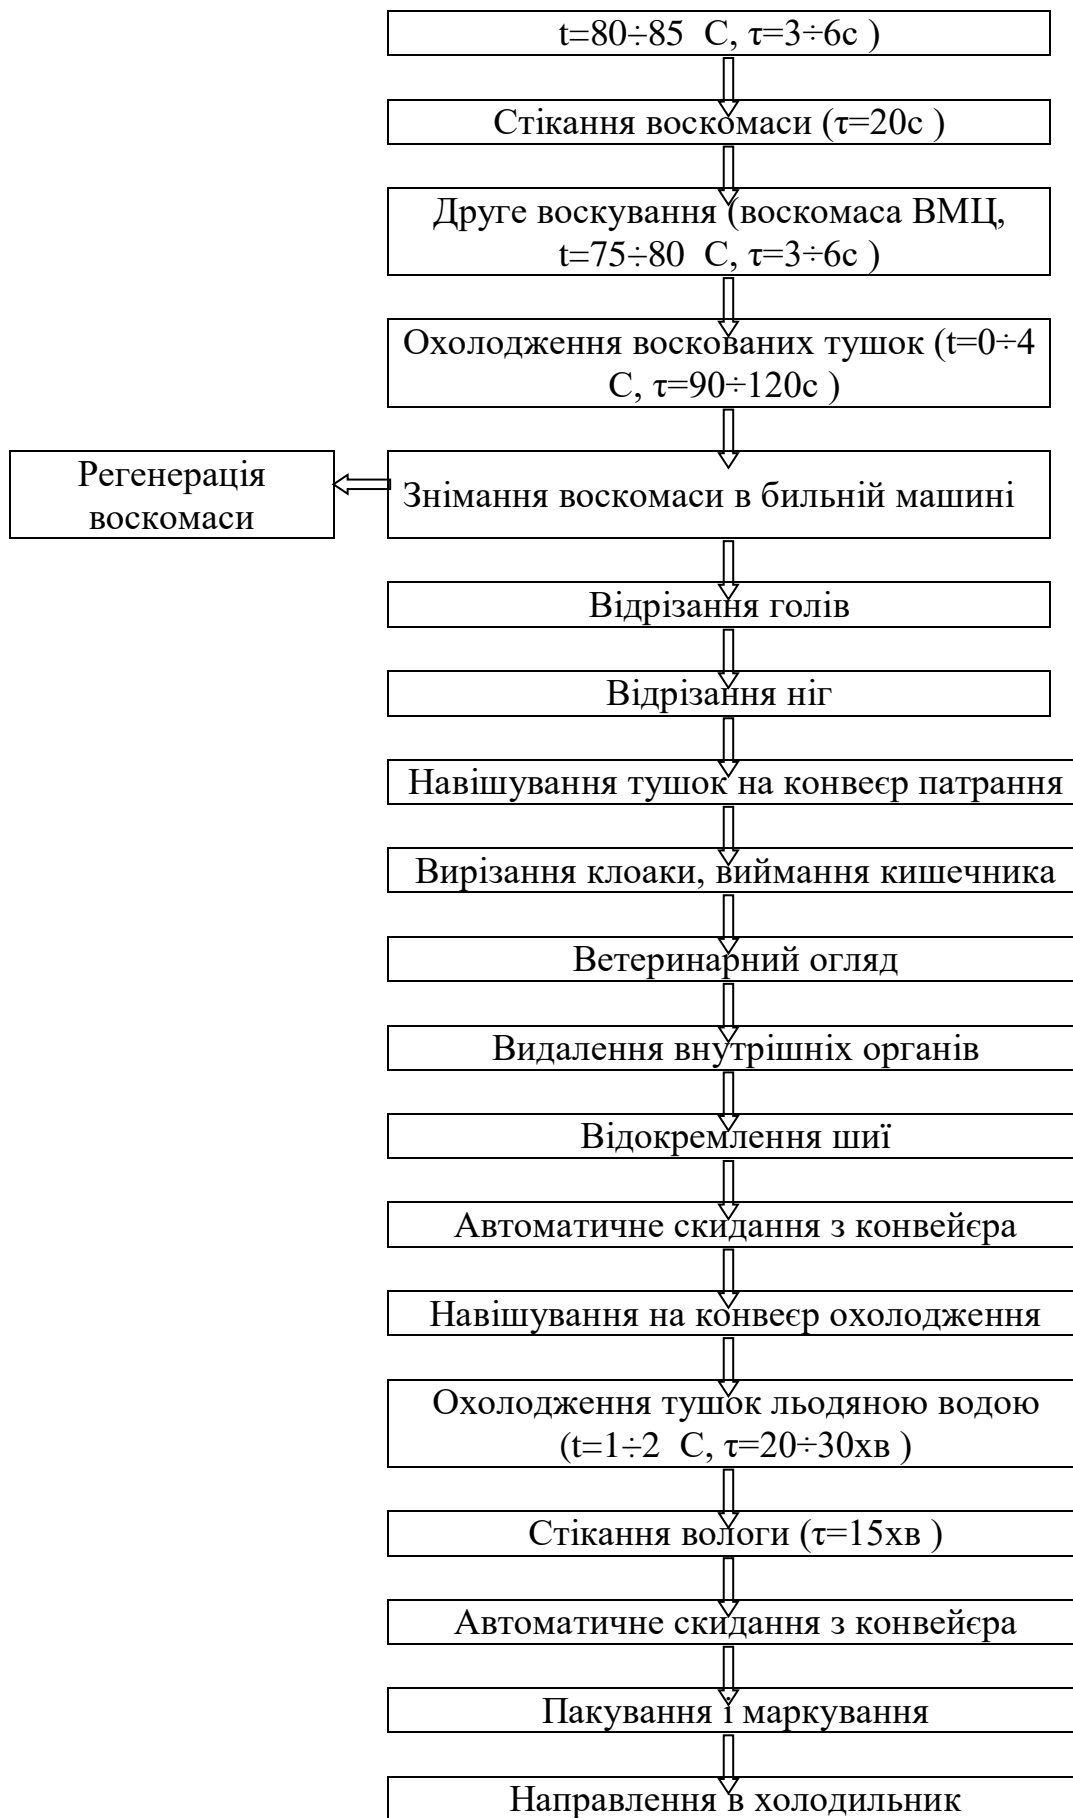 t=80÷85 С, τ=3÷6с )
Стікання воскомаси (τ=20с )
Друге воскування (воскомаса ВМЦ,
t=75÷80 С, τ=3÷6с )
Охолодження воскованих тушок (t=0÷4
С, τ=90÷120с )
Регенерація
воскомаси
Знімання воскомаси в бильній машині
Відрізання голів
Відрізання ніг
Навішування тушок на конвеєр патрання
Вирізання клоаки, виймання кишечника
Ветеринарний огляд
Видалення внутрішніх органів
Відокремлення шиї
Автоматичне скидання з конвейєра
Навішування на конвеєр охолодження
Охолодження тушок льодяною водою
(t=1÷2 С, τ=20÷30хв )
Стікання вологи (τ=15хв )
Автоматичне скидання з конвейєра
Пакування і маркування
Направлення в холодильник